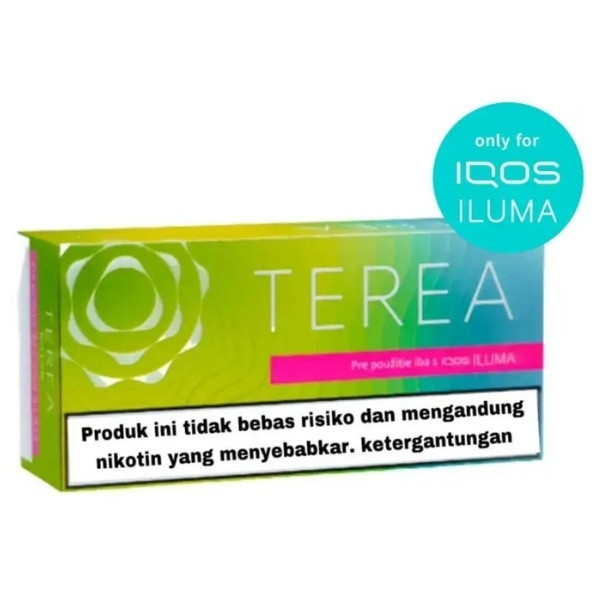 only for
IQOS
ILUMA
TEREA
Pre použitie iba s IQOS ILUMA
TEREA
Produk ini tidak bebas risiko dan mengandung
nikotin yang menyebabkar. ketergantungan